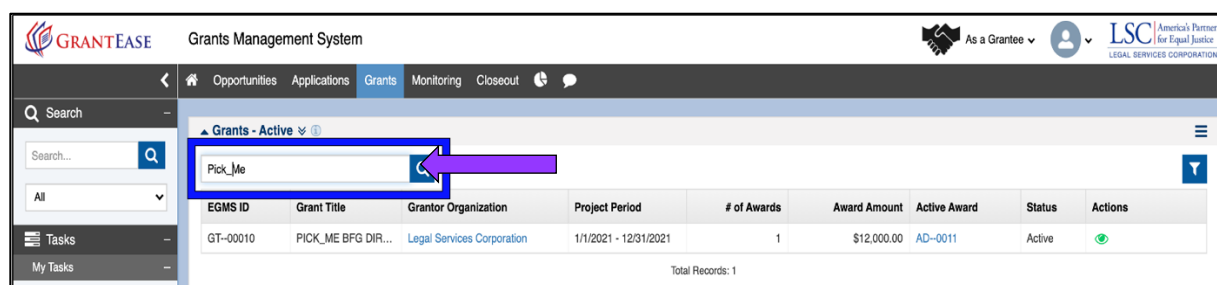 GRANTEASE
Grants Management System
As a Grantee
LSC America's Partner for Equal Justice
LEGAL SERVICES CORPORATION
Opportunities Applications Grants Monitoring Closeout
Search
Grants - Active
Search...
Pick_Me
All
EGMS ID Grant Title Grantor Organization Project Period # of Awards Award Amount Active Award Status Actions
GT--00010 PICK_ME BFG DIR... Legal Services Corporation 1/1/2021 - 12/31/2021 1 $12,000.00 AD--0011 Active
Tasks
My Tasks
Total Records: 1